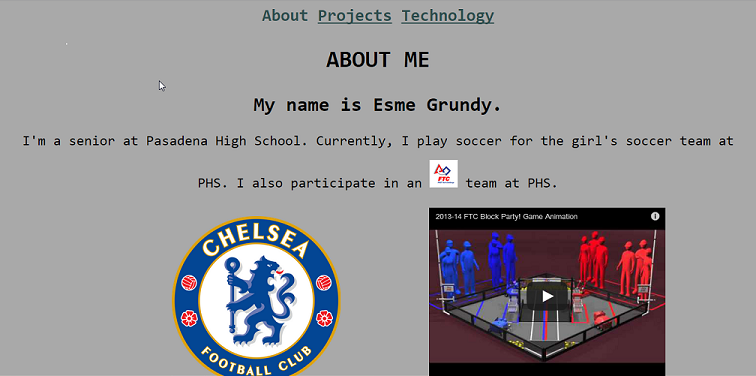 About Projects Technology
ABOUT ME
My name is Esme Grundy.
I'm a senior at Pasadena High School. Currently, I play soccer for the girl's soccer team at
PHS. I also participate in an FTC team at PHS.
CHELSEA
FOOTBALL CLUB
2013-14 FTC Block Party! Game Animation